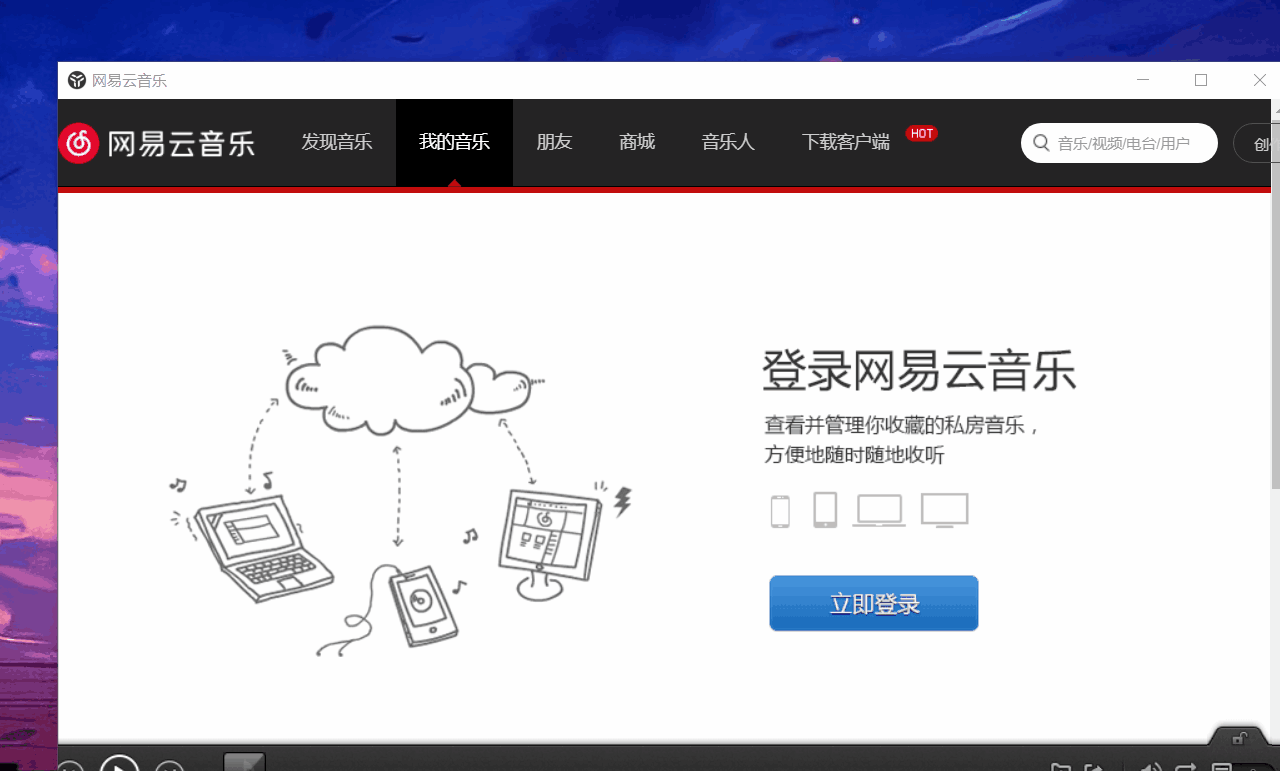 网易云音乐
网易云音乐 发现音乐 我的音乐 朋友 商城 音乐人 下载客户端 HOT 音乐/视频/电台/用户 创
登录网易云音乐
查看并管理你收藏的私房音乐，
方便地随时随地收听
立即登录